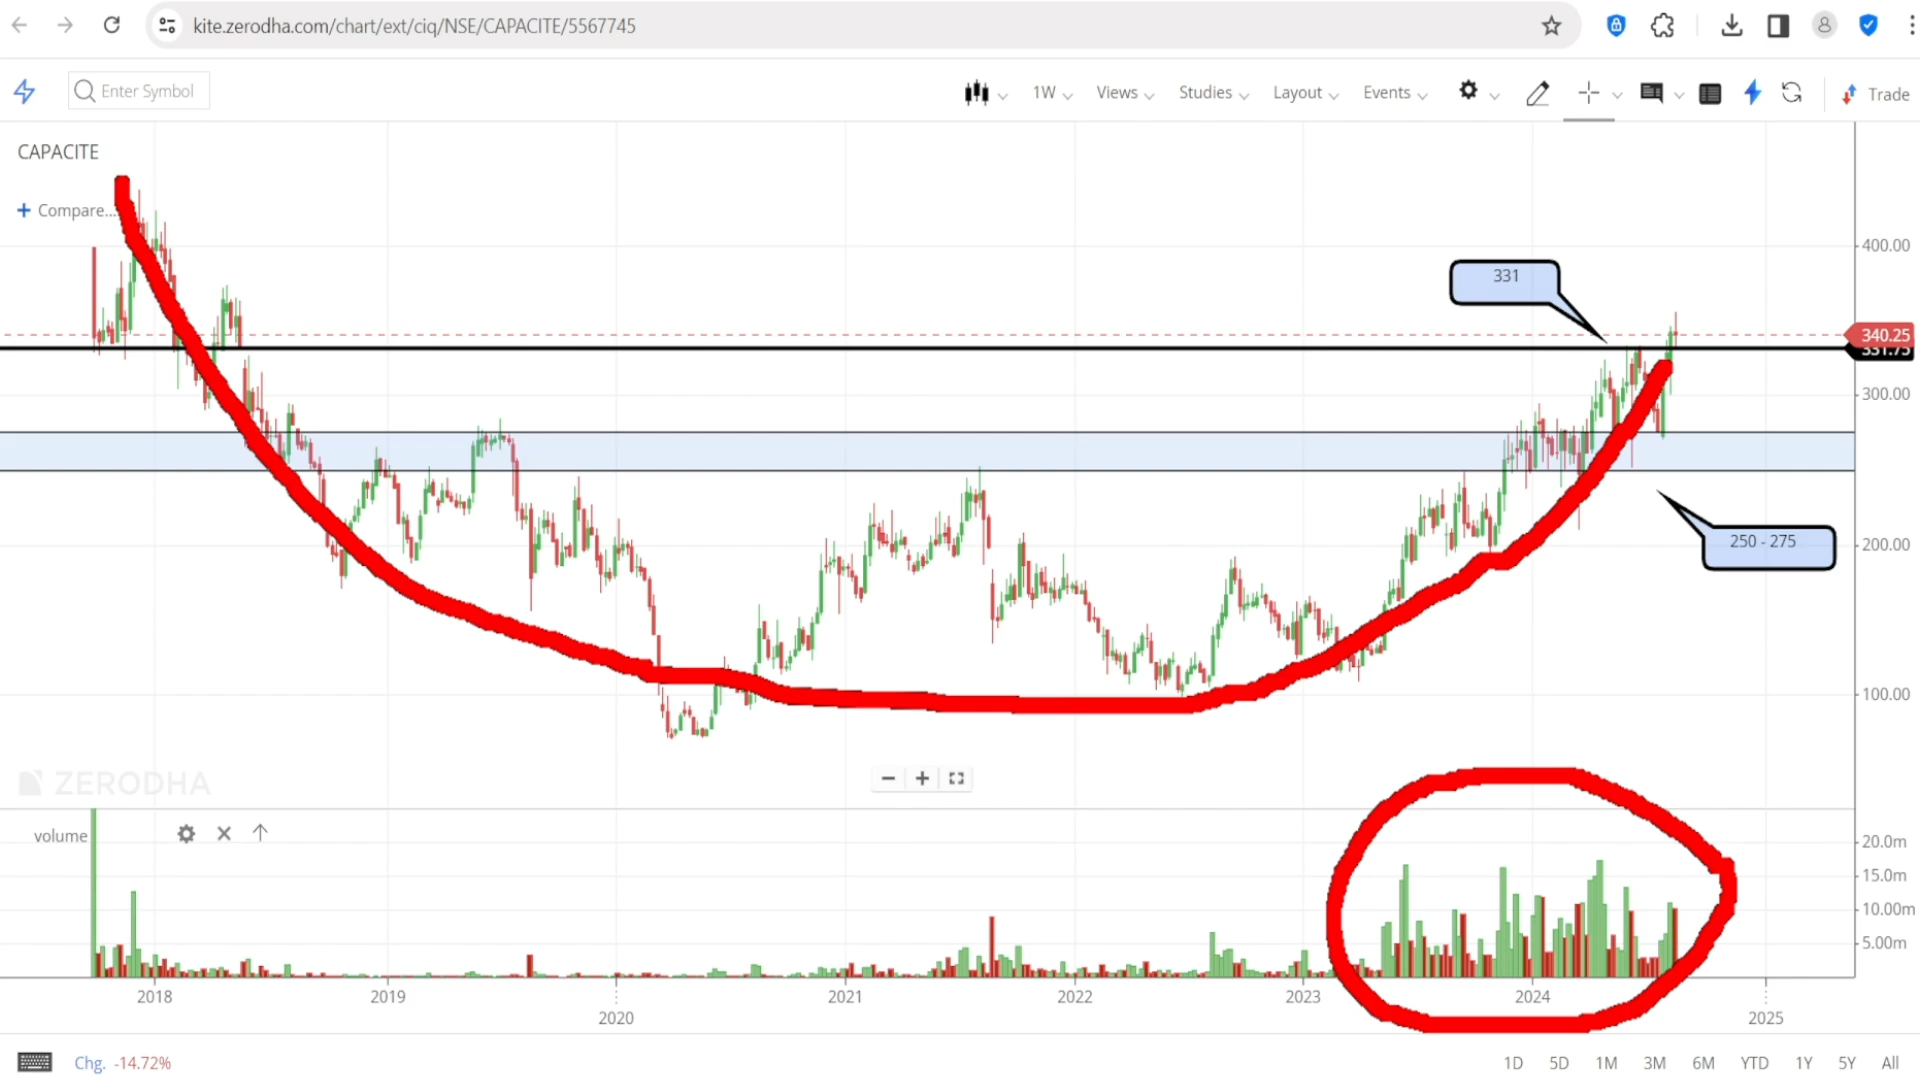 kite.zerodha.com/chart/ext/ciq/NSE/CAPACITE/5567745
Enter Symbol
1W
Views
Studies
Layout
Events
Trade
CAPACITE
Compare...
400.00
331
340.25
331.75
300.00
250 - 275
200.00
100.00
ZERODHA
volume
20.0m
15.0m
10.00m
5.00m
2018
2019
2020
2021
2022
2023
2024
2025
Chg. -14.72%
1D
5D
1M
3M
6M
YTD
1Y
5Y
All